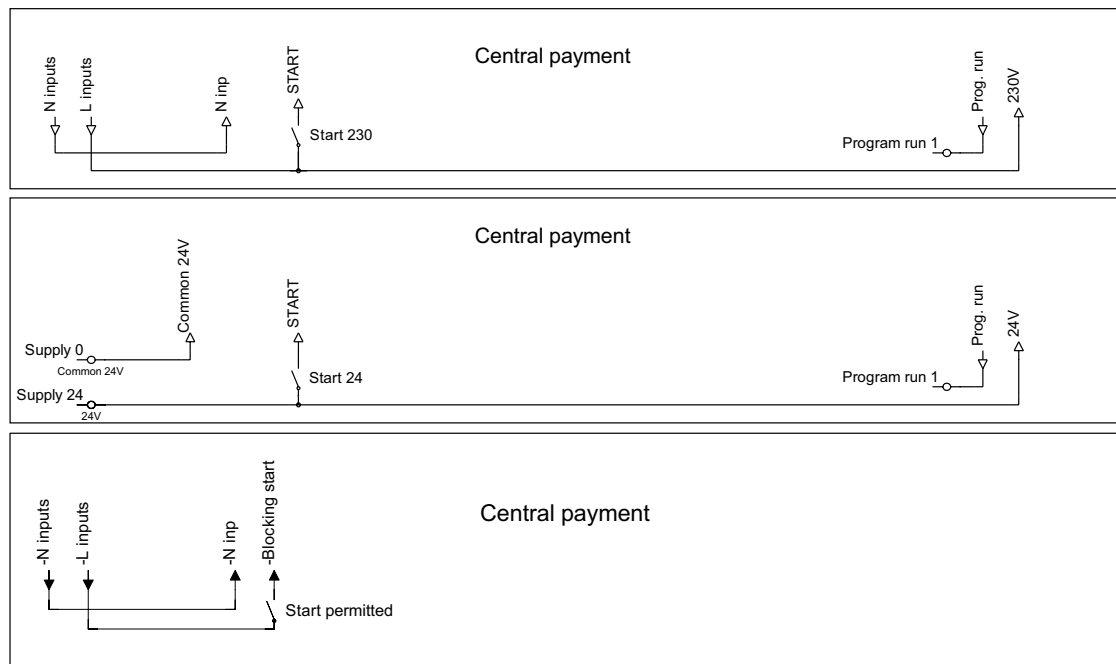 Central payment
N inputs
L inputs
N inp
START
Start 230
Program run 1
Prog. run
230V
Central payment
Common 24V
START
Supply 0
Common 24V
Start 24
Supply 24
24V
Program run 1
Prog. run
24V
Central payment
-N inputs
-L inputs
-N inp
-Blocking start
Start permitted